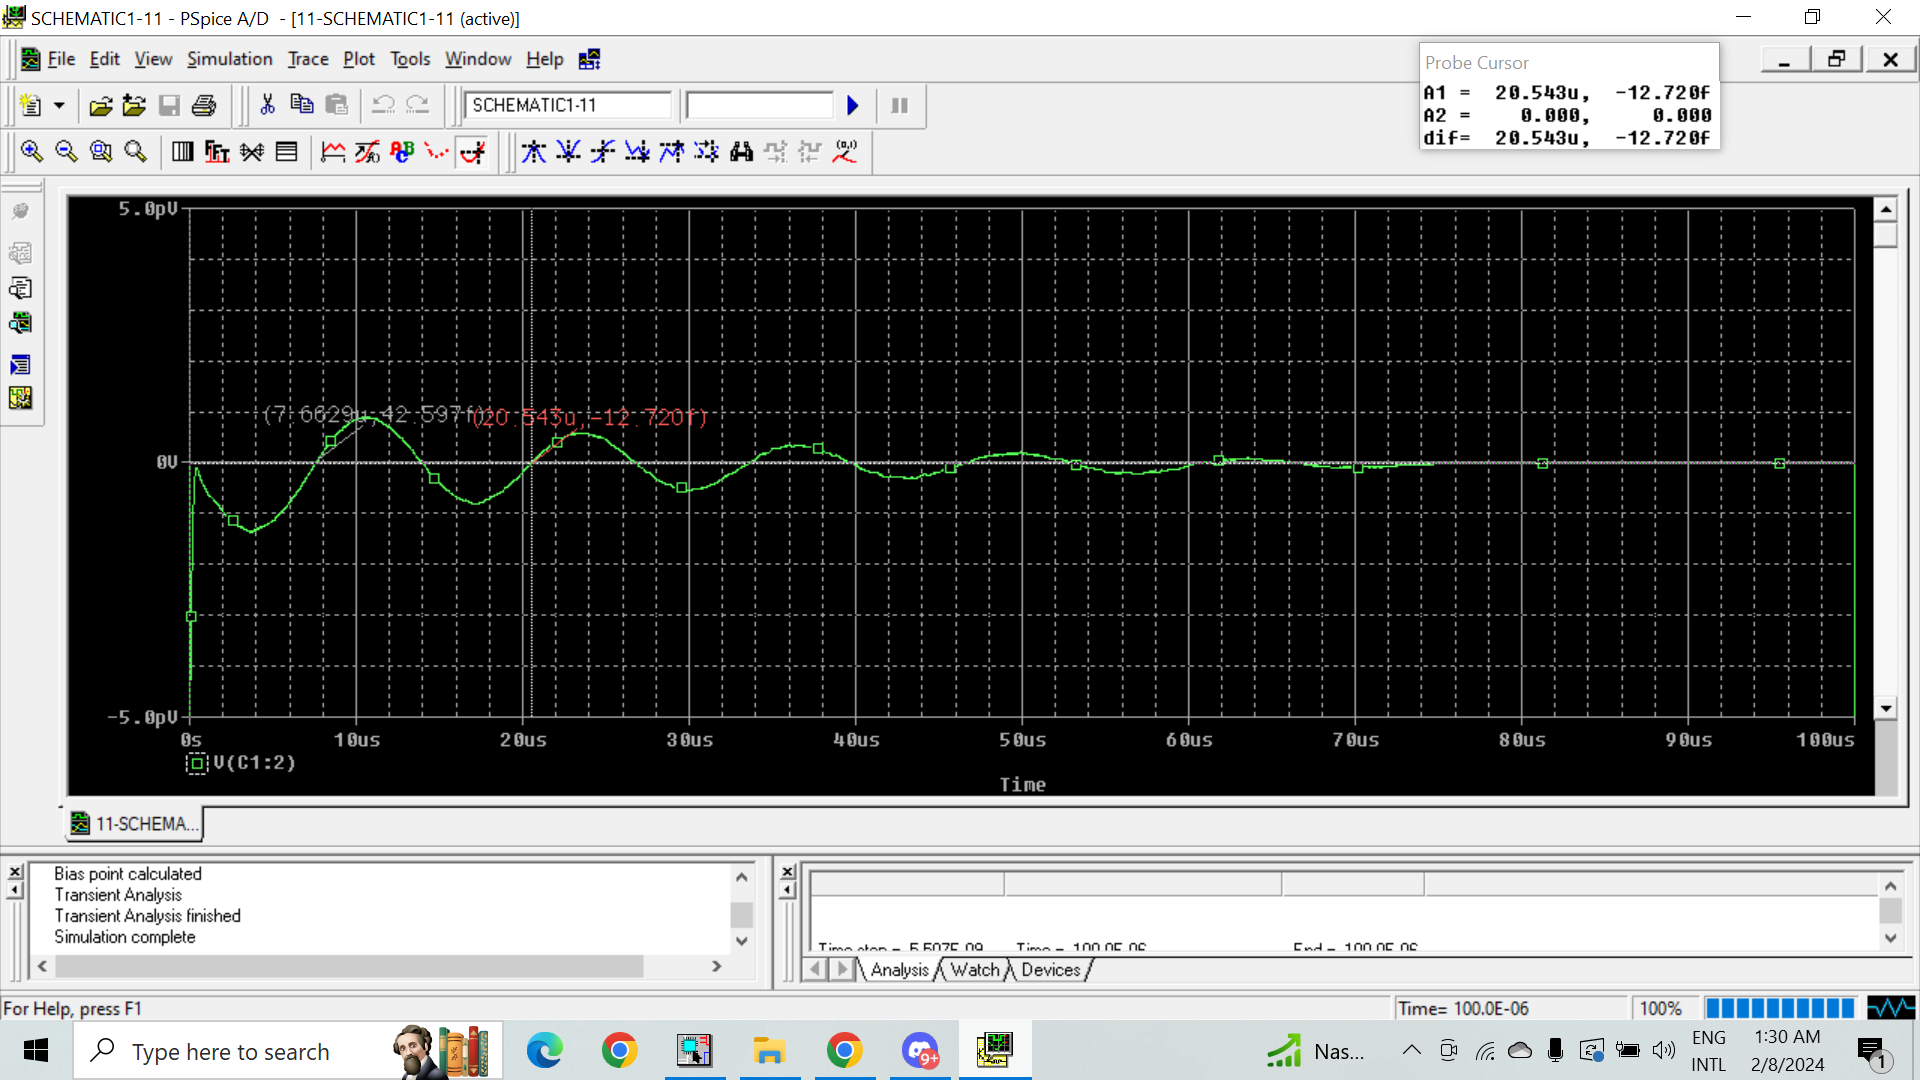 SCHEMATIC1-11 - PSpice A/D - [11-SCHEMATIC1-11 (active)]
File Edit View Simulation Trace Plot Tools Window Help
Probe Cursor
A1 = 20.543u, -12.720f
A2 = 0.000, 0.000
dif= 20.543u, -12.720f
SCHEMATIC1-11
5.0pV
(7.6629u,42.597f)
(20.543u,-12.720f)
0V
-5.0pV
0s 10us 20us 30us 40us 50us 60us 70us 80us 90us 100us
V(C1:2)
Time
11-SCHEMA...
Bias point calculated
Transient Analysis
Transient Analysis finished
Simulation complete
Time step = 5.507E-09 Time = 100.0E-06 End = 100.0E-06
Analysis Watch Devices
For Help, press F1
Time= 100.0E-06 100%
Type here to search
9+
Nas...
ENG
INTL
1:30 AM
2/8/2024
1